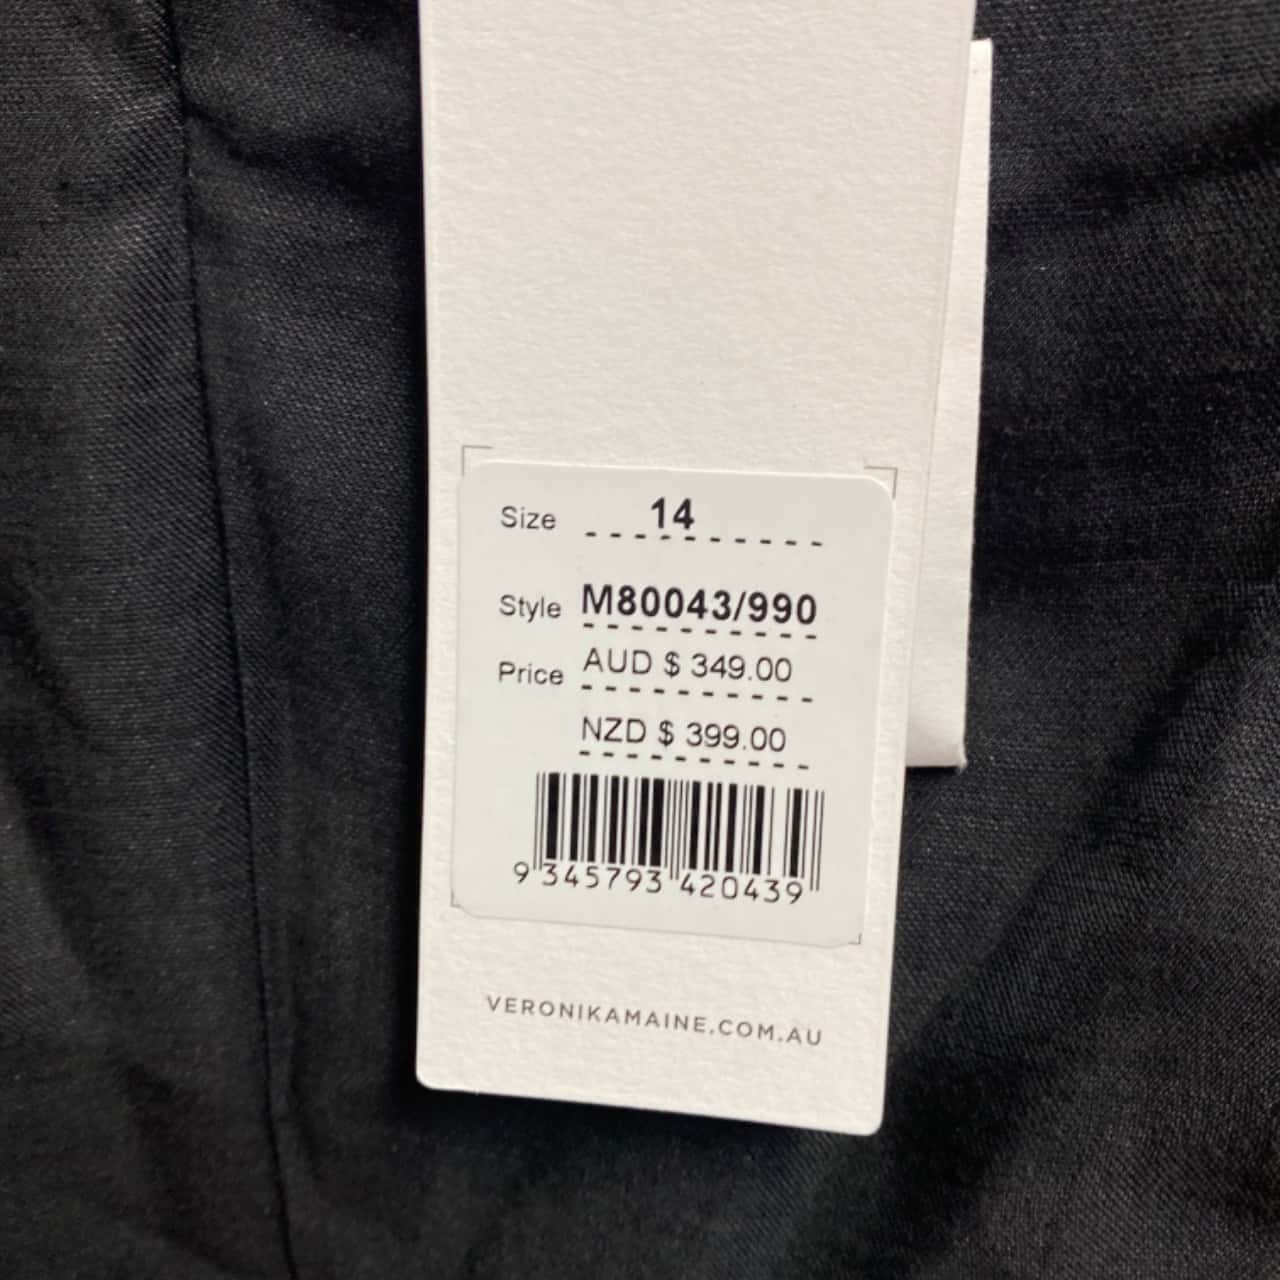 Size 14
Style M80043/990
Price AUD $ 349.00
NZD $ 399.00
9 345793 420439
VERONIKAMAINE.COM.AU